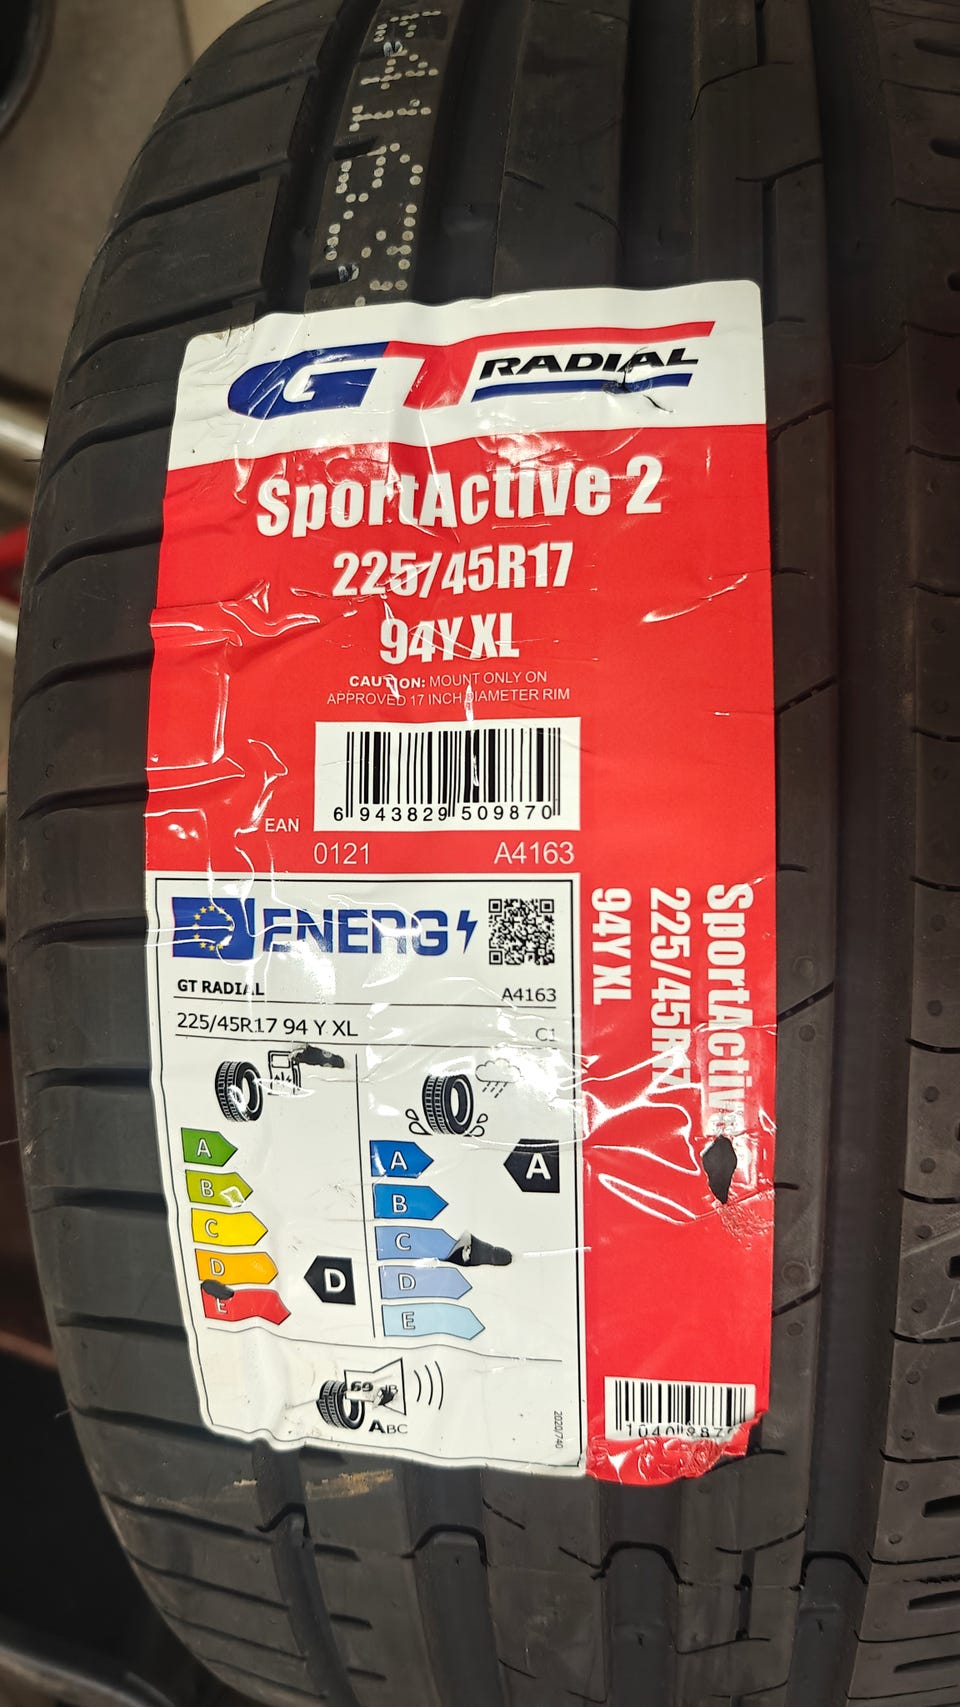 GT RADIAL
SportActive 2
225/45R17
94Y XL
CAUTION: MOUNT ONLY ON
APPROVED 17 INCH DIAMETER RIM
6 943829 509870
EAN
0121 A4163
ENERG
GT RADIAL A4163
225/45R17 94 Y XL C1
A
B
C
D
E
D
A
B
C
D
E
A
69 dB
ABC
2020/740
SportActive
225/45R17
94Y XL